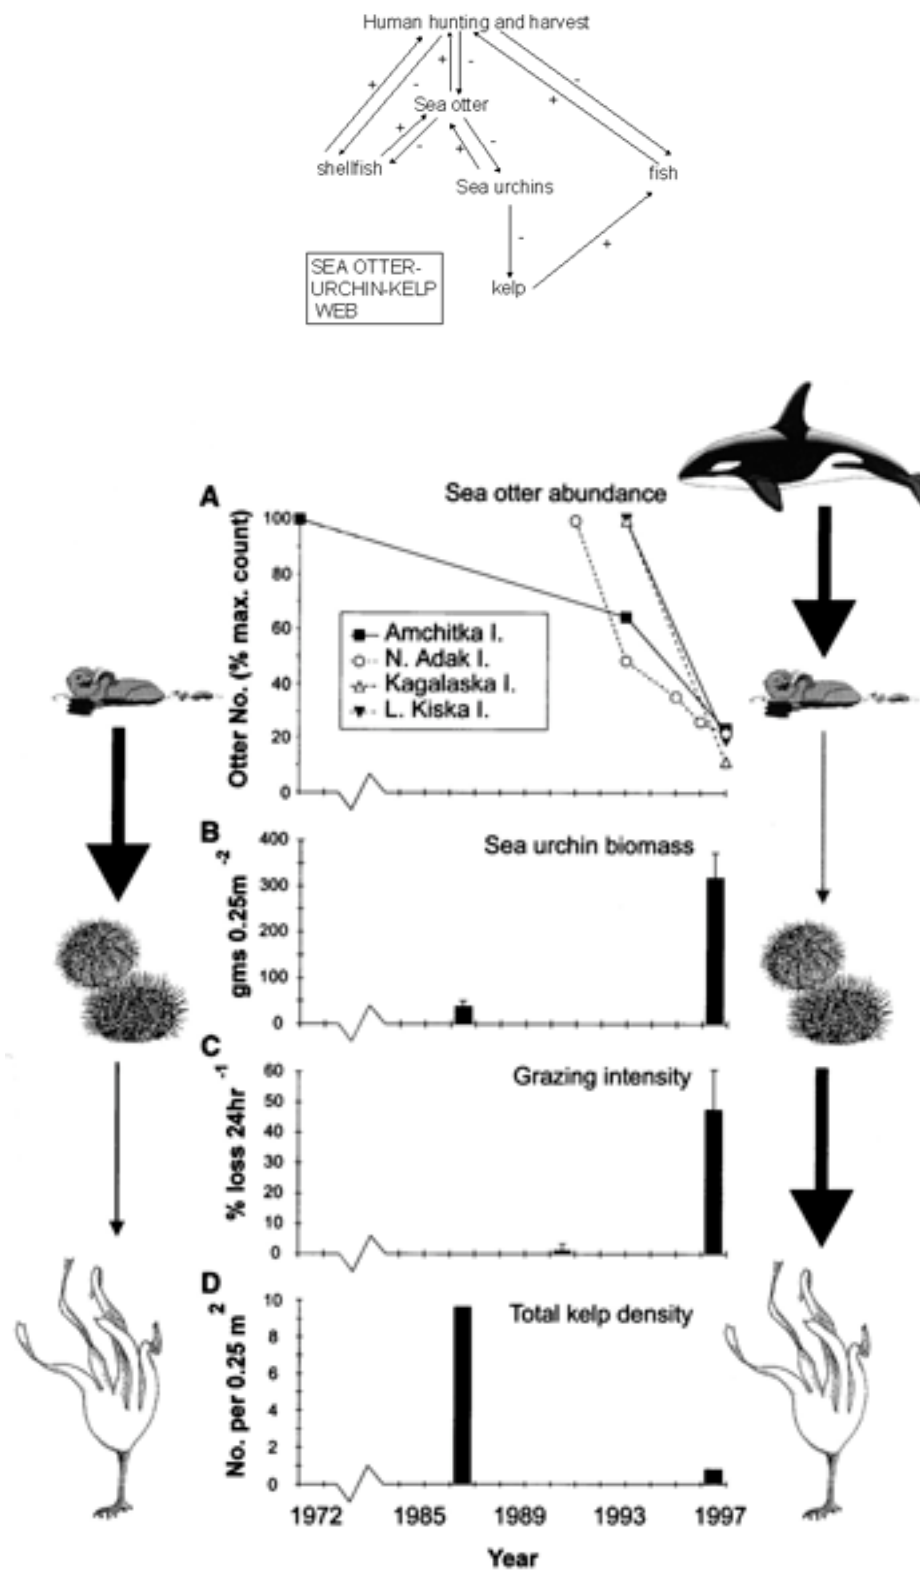 Human hunting and harvest
+
-
+
-
-
+
Sea otter
+
-
+
-
shellfish
Sea urchins
fish
-
+
kelp
SEA OTTER-
URCHIN-KELP
WEB
A
Sea otter abundance
Otter No. (% max. count)
100
80
60
40
20
0
Amchitka I.
N. Adak I.
Kagalaska I.
L. Kiska I.
B
Sea urchin biomass
gms 0.25m-2
400
300
200
100
0
C
Grazing intensity
% loss 24hr-1
60
50
40
30
20
10
0
D
Total kelp density
No. per 0.25 m2
10
8
6
4
2
0
1972 1985 1989 1993 1997
Year